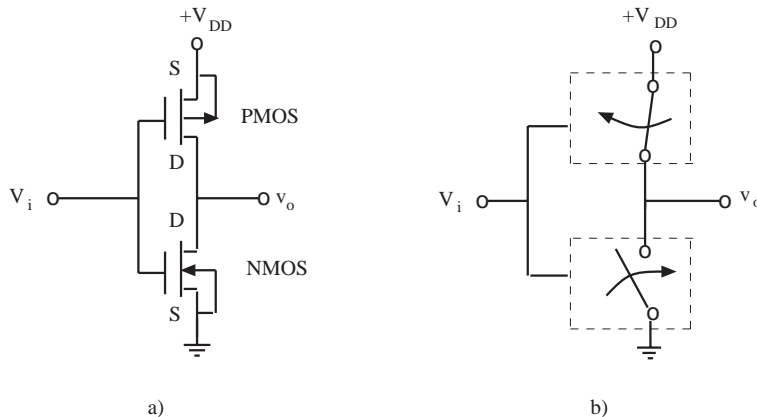 +V DD
S
PMOS
D
V i
v o
D
NMOS
S
a)
+V DD
V i
v o
b)